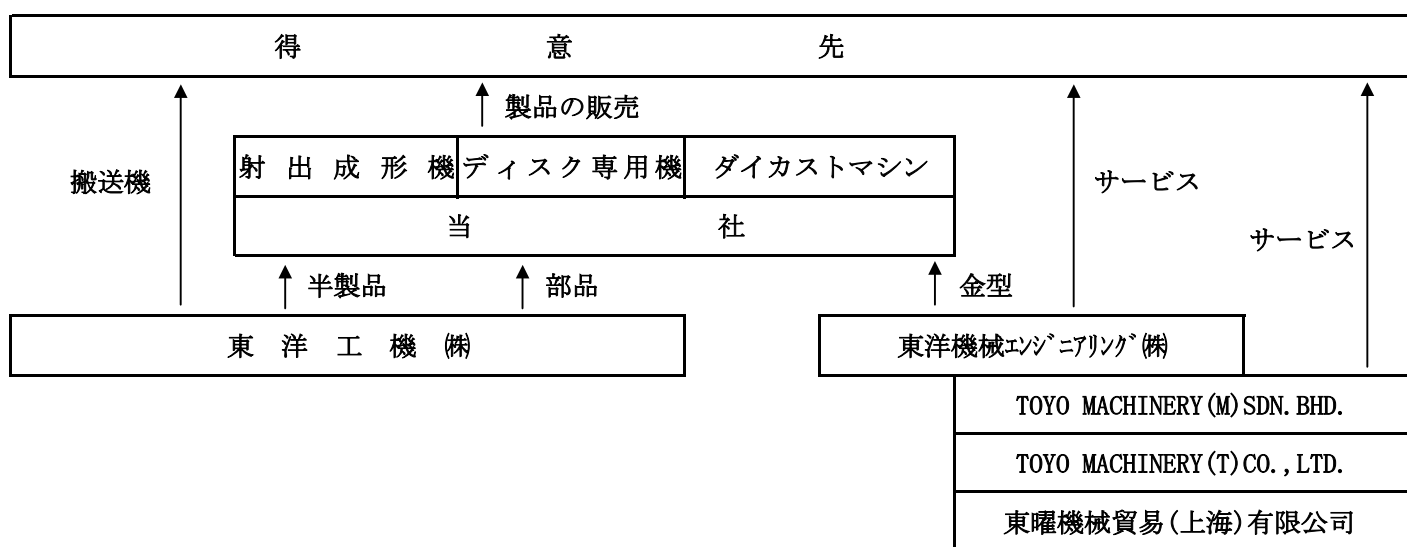 得意先
製品の販売
射出成形機 ディスク専用機 ダイカストマシン
搬送機
サービス
当社
サービス
半製品 部品 金型
東洋工機㈱ 東洋機械ｴﾝｼﾞﾆｱﾘﾝｸﾞ㈱
TOYO MACHINERY(M)SDN.BHD.
TOYO MACHINERY(T)CO.,LTD.
東曜機械貿易(上海)有限公司